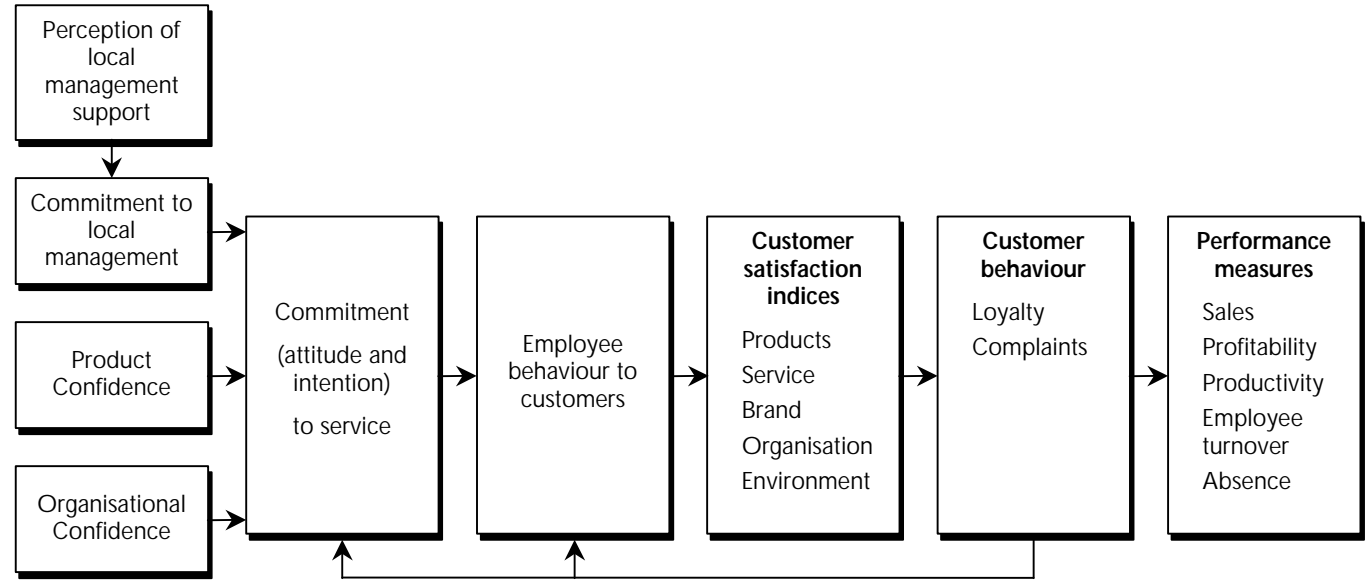 Perception of
local
management
support
Commitment to
local
management
Product
Confidence
Organisational
Confidence
Commitment
(attitude and
intention)
to service
Employee
behaviour to
customers
Customer
satisfaction
indices
Products
Service
Brand
Organisation
Environment
Customer
behaviour
Loyalty
Complaints
Performance
measures
Sales
Profitability
Productivity
Employee
turnover
Absence